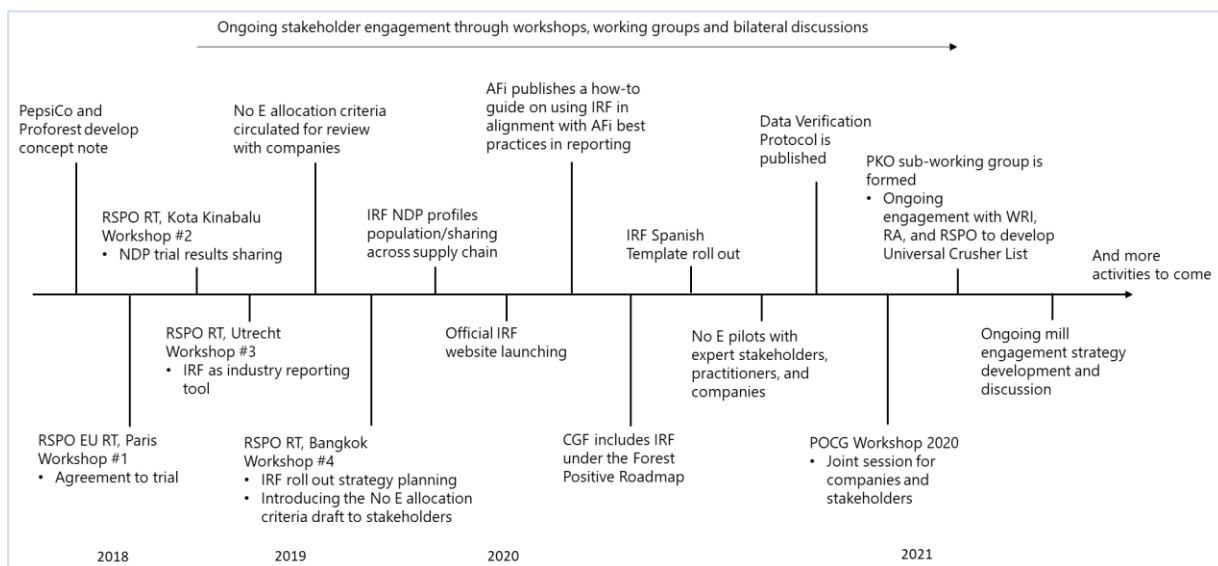 Ongoing stakeholder engagement through workshops, working groups and bilateral discussions
PepsiCo and
Proforest develop
concept note
No E allocation criteria
circulated for review
with companies
AFi publishes a how-to
guide on using IRF in
alignment with AFi best
practices in reporting
Data Verification
Protocol is
published
PKO sub-working group is
formed
• Ongoing
engagement with WRI,
RA, and RSPO to develop
Universal Crusher List
RSPO RT, Kota Kinabalu
Workshop #2
• NDP trial results sharing
IRF NDP profiles
population/sharing
across supply chain
IRF Spanish
Template roll out
And more
activities to come
RSPO RT, Utrecht
Workshop #3
• IRF as industry reporting
tool
Official IRF
website launching
No E pilots with
expert stakeholders,
practitioners, and
companies
Ongoing mill
engagement strategy
development and
discussion
RSPO EU RT, Paris
Workshop #1
• Agreement to trial
RSPO RT, Bangkok
Workshop #4
• IRF roll out strategy planning
• Introducing the No E allocation
criteria draft to stakeholders
CGF includes IRF
under the Forest
Positive Roadmap
POCG Workshop 2020
• Joint session for
companies and
stakeholders
2018
2019
2020
2021